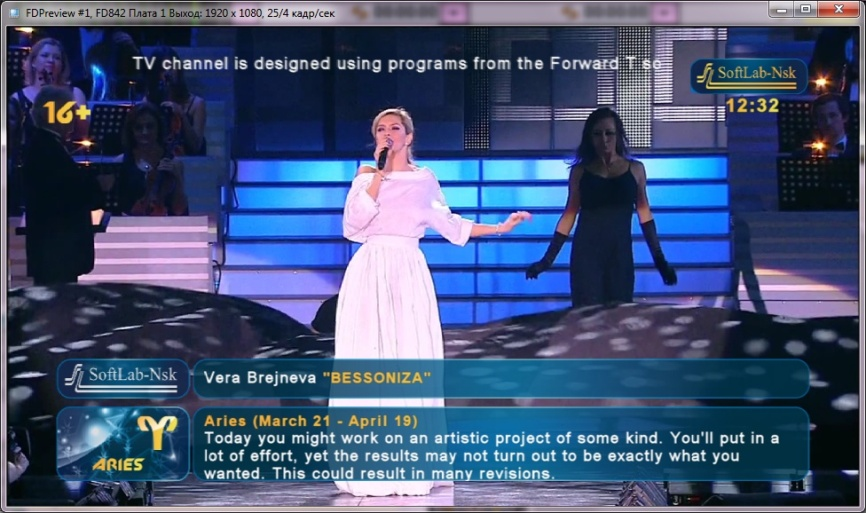 FDPreview #1, FD842 Плата 1 Выход: 1920 x 1080, 25/4 кадр/сек
TV channel is designed using programs from the Forward T so
SoftLab-Nsk
16+
12:32
SoftLab-Nsk
Vera Brejneva "BESSONIZA"
ARIES
Aries (March 21 - April 19)
Today you might work on an artistic project of some kind. You'll put in a
lot of effort, yet the results may not turn out to be exactly what you
wanted. This could result in many revisions.